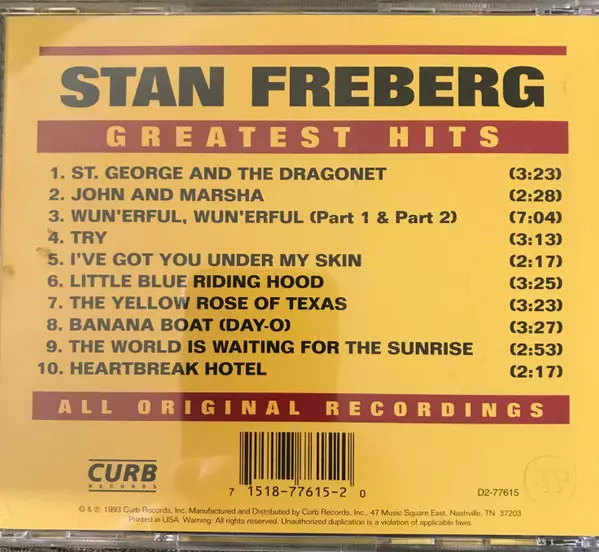 STAN FREBERG
GREATEST HITS
1. ST. GEORGE AND THE DRAGONET (3:23)
2. JOHN AND MARSHA (2:28)
3. WUN'ERFUL, WUN'ERFUL (Part 1 & Part 2) (7:04)
4. TRY (3:13)
5. I'VE GOT YOU UNDER MY SKIN (2:17)
6. LITTLE BLUE RIDING HOOD (3:25)
7. THE YELLOW ROSE OF TEXAS (3:23)
8. BANANA BOAT (DAY-O) (3:27)
9. THE WORLD IS WAITING FOR THE SUNRISE (2:53)
10. HEARTBREAK HOTEL (2:17)
ALL ORIGINAL RECORDINGS
CURB
RECORDS
7 1518-77615-2 0
D2-77615
© & ℗ 1993 Curb Records, Inc. Manufactured and Distributed by Curb Records, Inc., 47 Music Square East, Nashville, TN 37203
Printed in USA. Warning: All rights reserved. Unauthorized duplication is a violation of applicable laws.